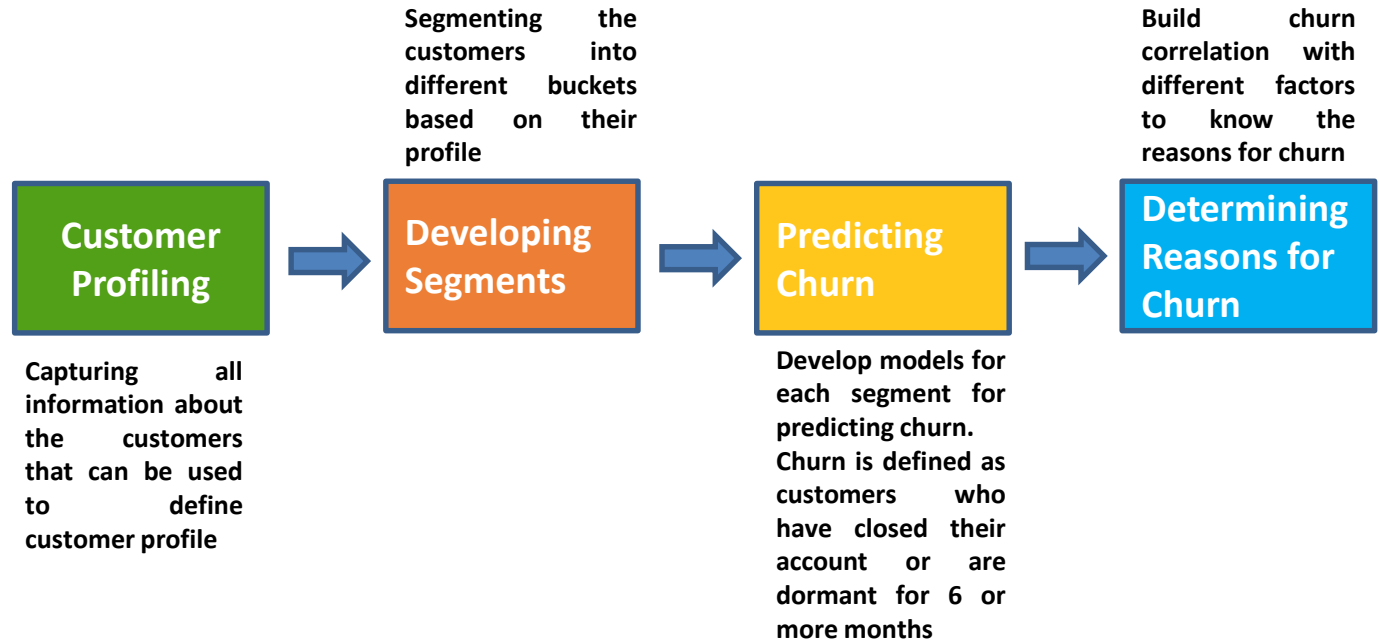 Segmenting the
customers into
different buckets
based on their
profile
Build churn
correlation with
different factors
to know the
reasons for churn
Customer
Profiling
Developing
Segments
Predicting
Churn
Determining
Reasons for
Churn
Capturing all
information about
the customers
that can be used
to define
customer profile
Develop models for
each segment for
predicting churn.
Churn is defined as
customers who
have closed their
account or are
dormant for 6 or
more months